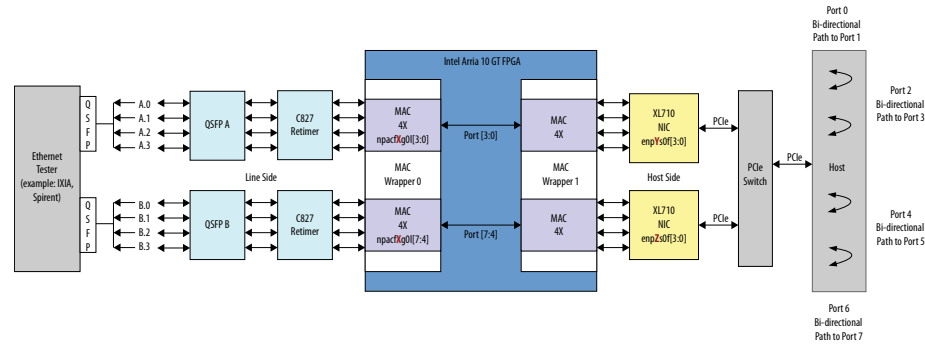 Port 0
Bi-directional
Path to Port 1
Intel Arria 10 GT FPGA
Port 2
Bi-directional
Path to Port 3
Ethernet
Tester
(example: IXIA,
Spirent)
Q
S
F
P
A.0
A.1
A.2
A.3
QSFP A
C827
Retimer
MAC
4X
npacfXg0l[3:0]
Port [3:0]
MAC
4X
XL710
NIC
enpYs0f[3:0]
PCIe
Line Side
MAC
Wrapper 0
MAC
Wrapper 1
Host Side
PCIe
Switch
PCIe
Host
Q
S
F
P
B.0
B.1
B.2
B.3
QSFP B
C827
Retimer
MAC
4X
npacfXg0l[7:4]
Port [7:4]
MAC
4X
XL710
NIC
enpZs0f[3:0]
PCIe
Port 4
Bi-directional
Path to Port 5
Port 6
Bi-directional
Path to Port 7